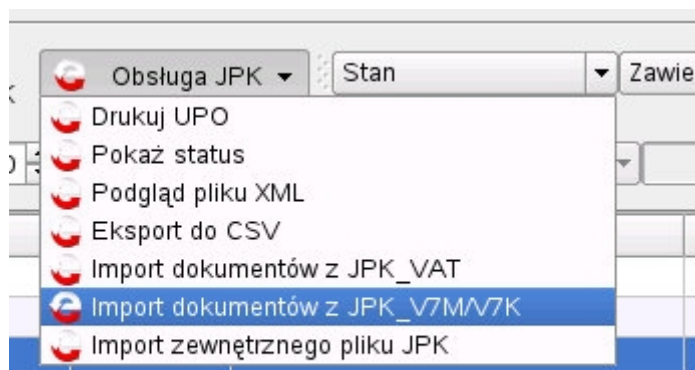 Obsługa JPK
Stan
Drukuj UPO
Pokaż status
Podgląd pliku XML
Eksport do CSV
Import dokumentów z JPK_VAT
Import dokumentów z JPK_V7M/V7K
Import zewnętrznego pliku JPK